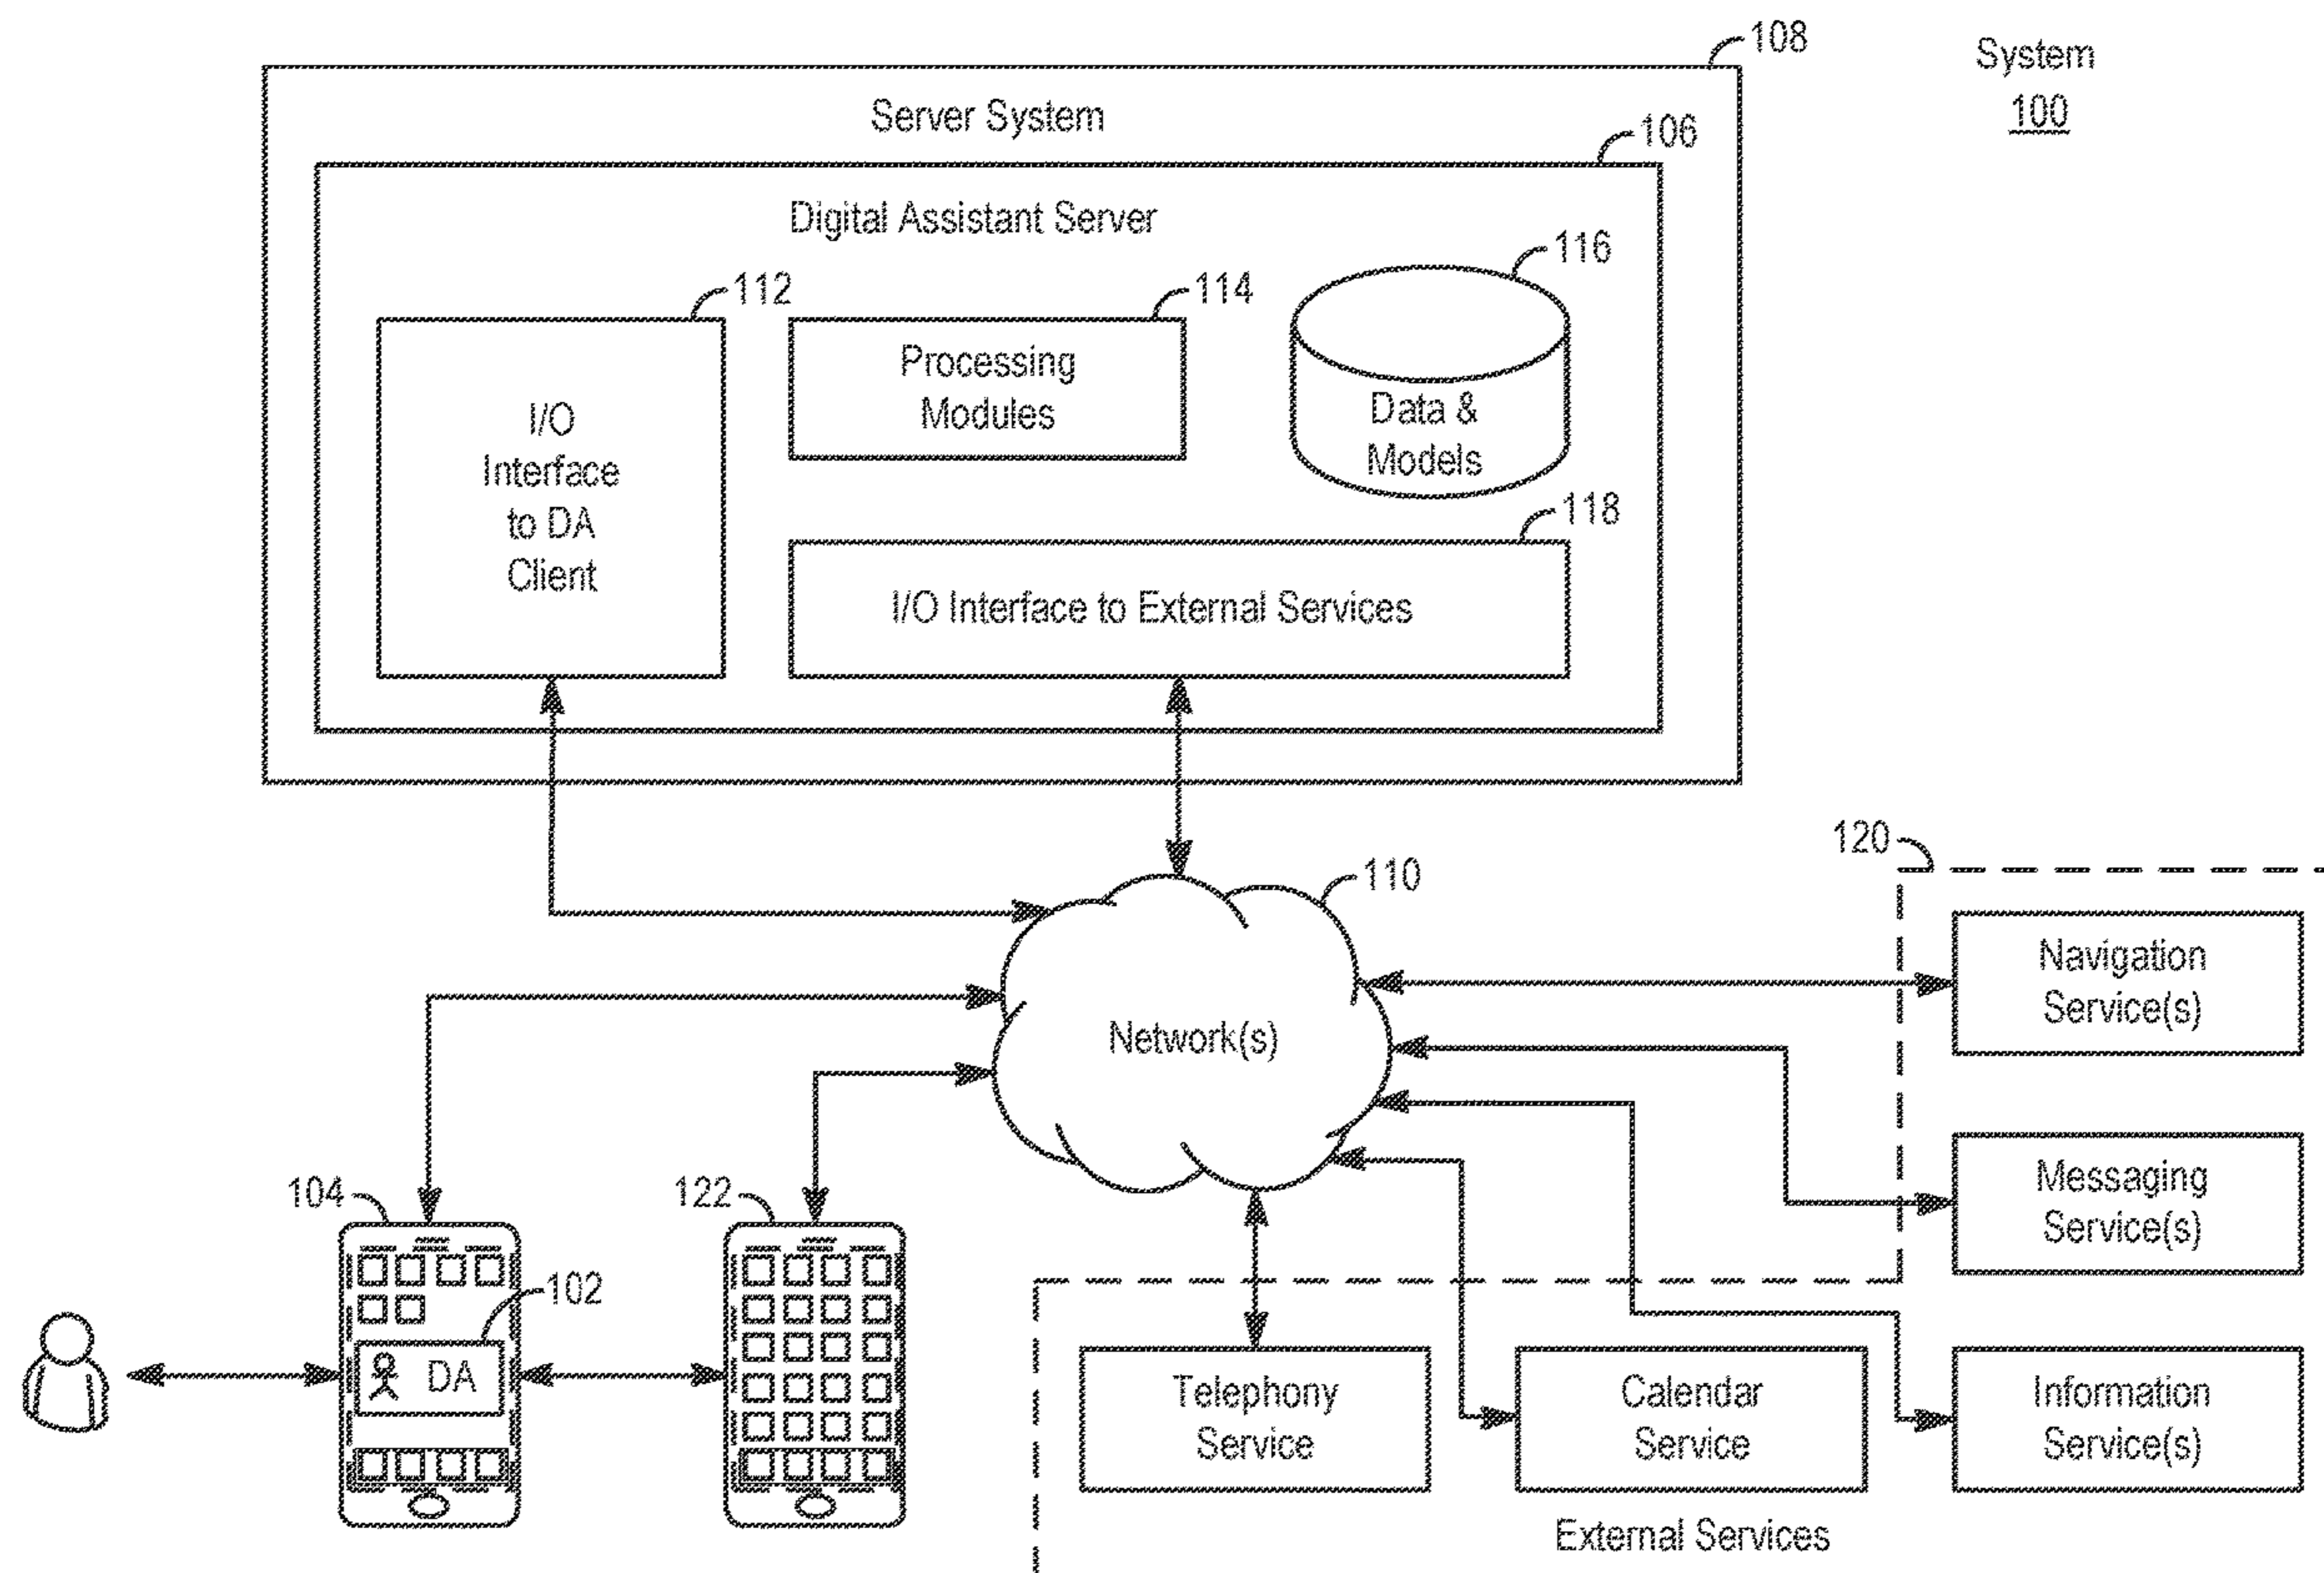 108
System
100
Server System
106
Digital Assistant Server
116
112
114
Processing
Modules
I/O
Interface
to DA
Client
Data &
Models
118
I/O Interface to External Services
120
110
Navigation
Service(s)
Network(s)
Messaging
Service(s)
104
122
102
DA
Telephony
Service
Calendar
Service
Information
Service(s)
External Services